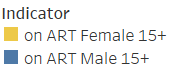 Indicator
on ART Female 15+
on ART Male 15+